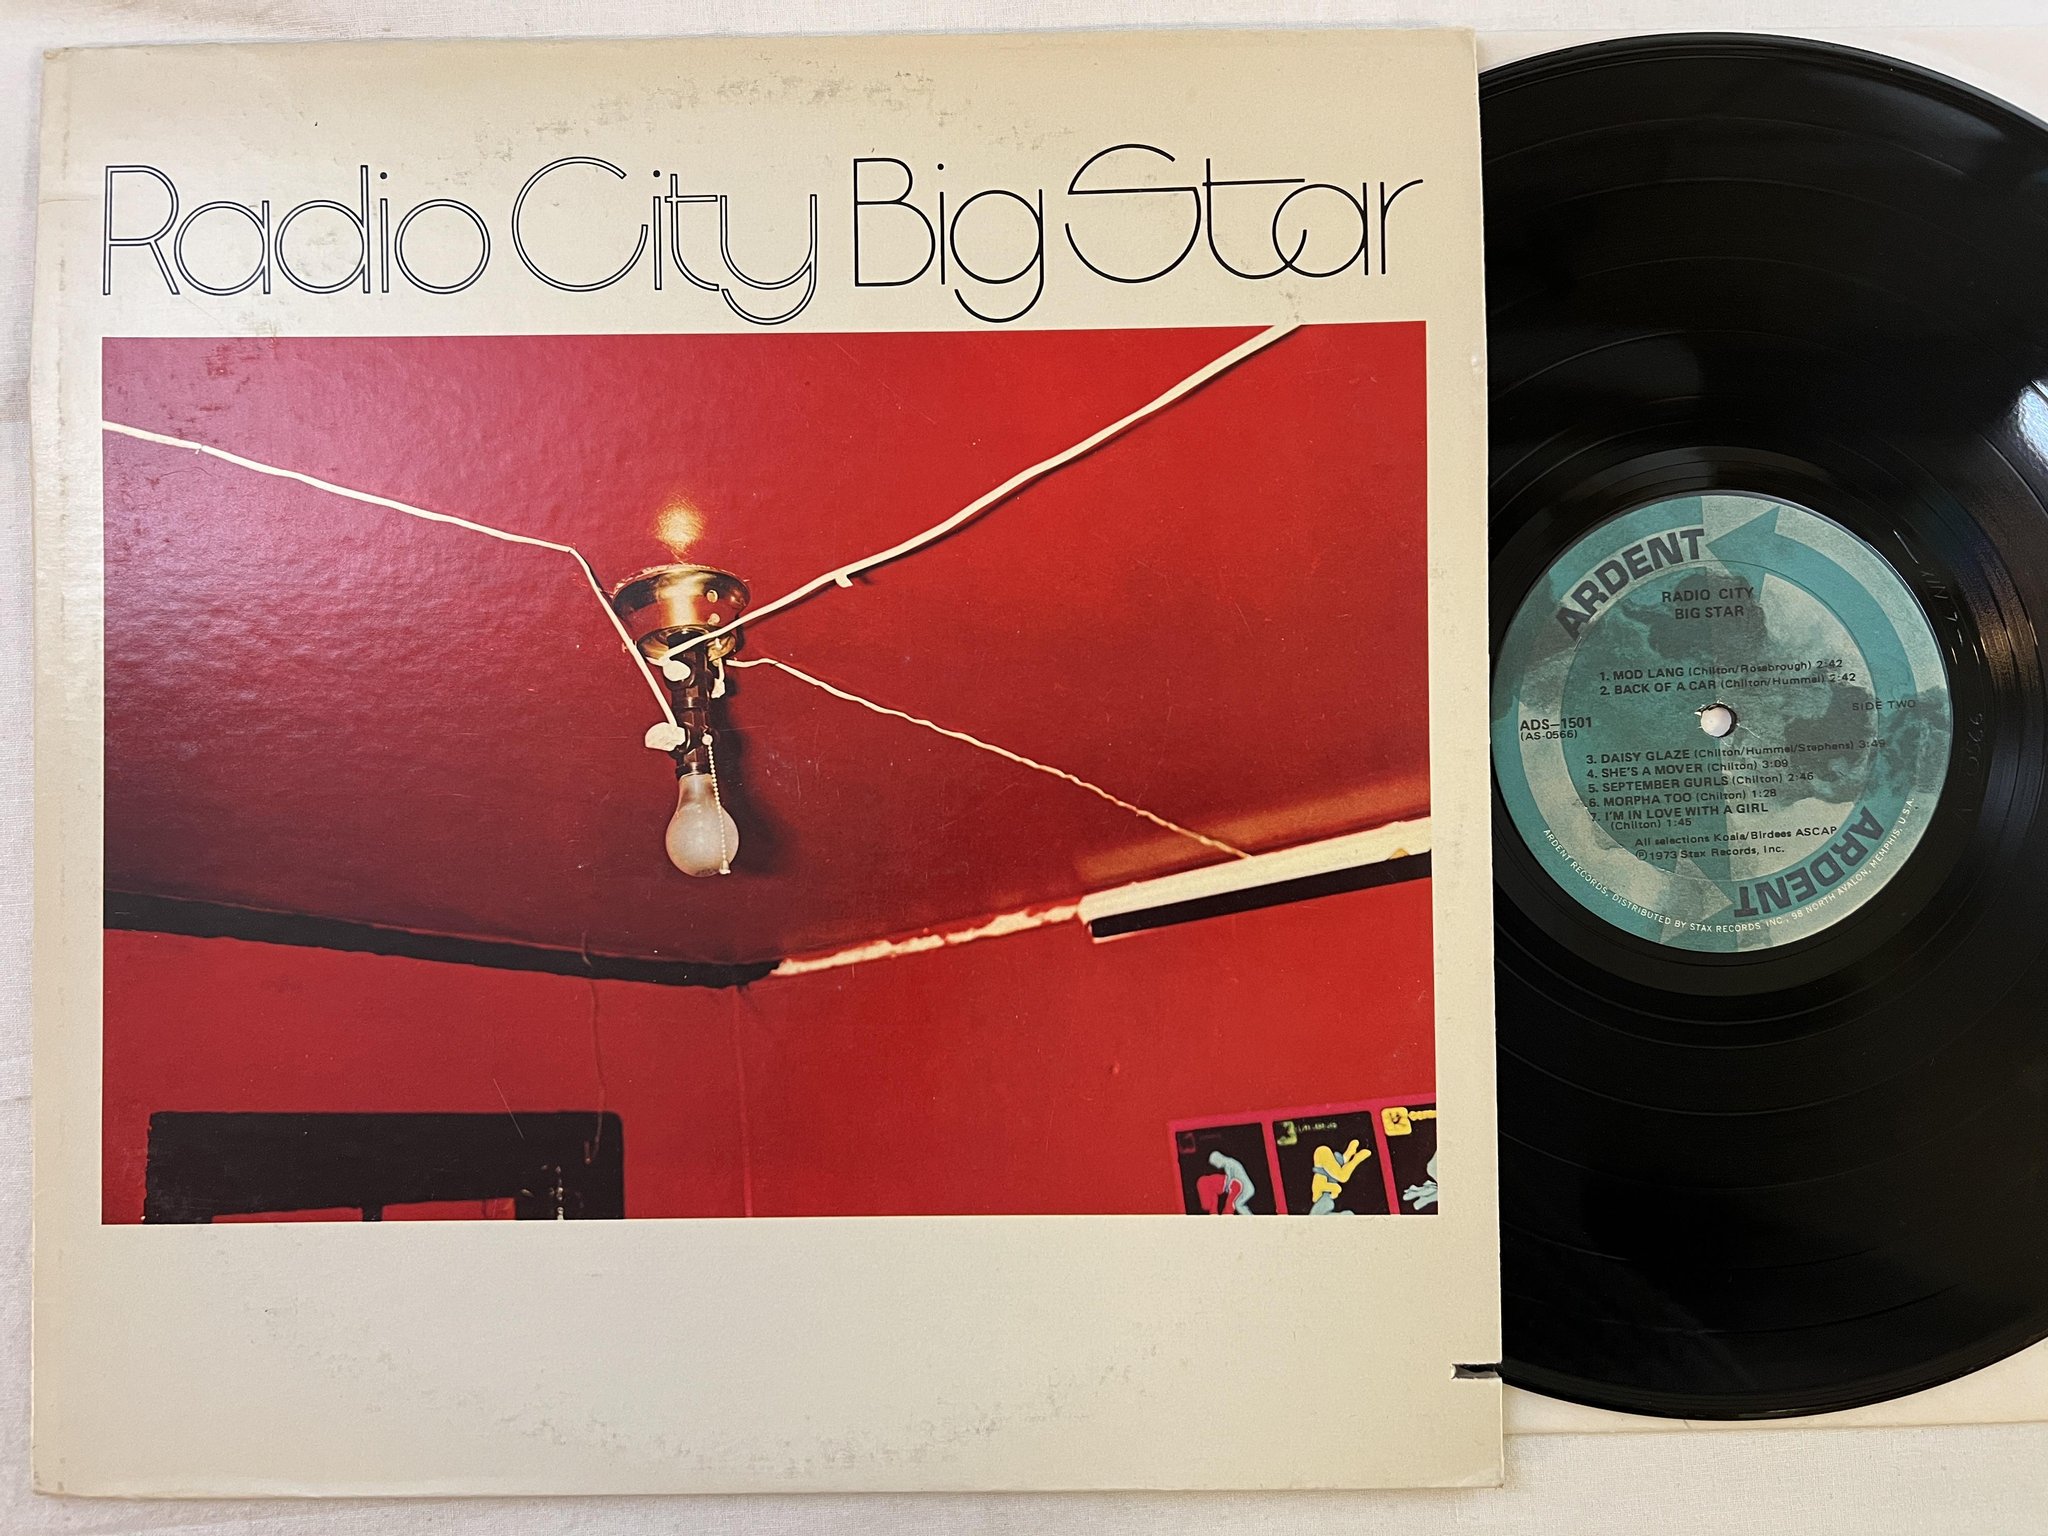 Radio City Big Star
ARDENT
RADIO CITY
BIG STAR
1. MOD LANG (Chilton/Rosebrough) 2:42
2. BACK OF A CAR (Chilton/Hummel) 2:42
SIDE TWO
ADS-1501
(AS-0566)
3. DAISY GLAZE (Chilton/Hummel/Stephens) 3:49
4. SHE'S A MOVER (Chilton) 3:09
5. SEPTEMBER GURLS (Chilton) 2:46
6. MORPHA TOO (Chilton) 1:28
7. I'M IN LOVE WITH A GIRL
(Chilton) 1:45
All selections Koala/Birdees ASCAP
Ⓟ1973 Stax Records, Inc.
ARDENT
ARDENT RECORDS, DISTRIBUTED BY STAX RECORDS INC., 98 NORTH AVALON, MEMPHIS, U.S.A.